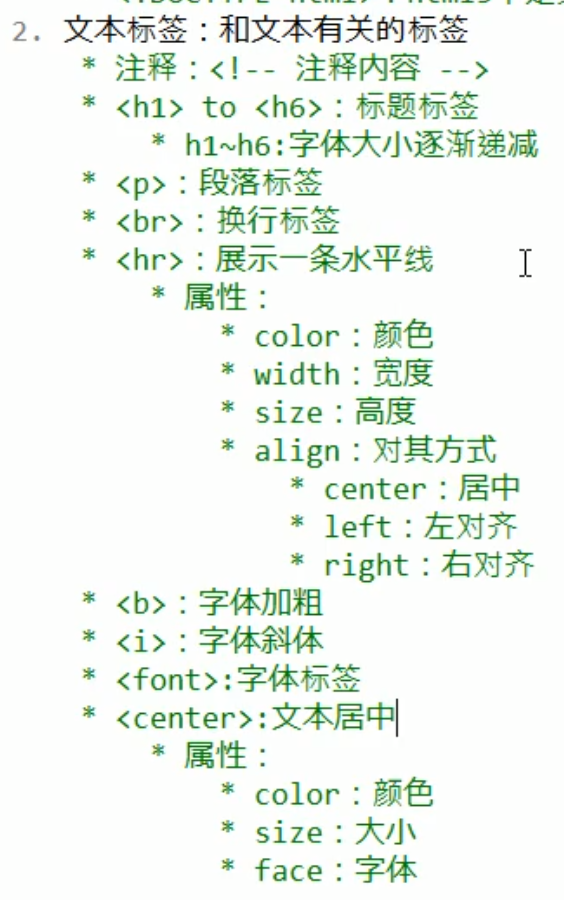 2. 文本标签：和文本有关的标签
* 注释：<!-- 注释内容 -->
* <h1> to <h6>：标题标签
* h1~h6:字体大小逐渐递减
* <p>：段落标签
* <br>：换行标签
* <hr>：展示一条水平线
* 属性：
* color：颜色
* width：宽度
* size：高度
* align：对其方式
* center：居中
* left：左对齐
* right：右对齐
* <b>：字体加粗
* <i>：字体斜体
* <font>:字体标签
* <center>:文本居中
* 属性：
* color：颜色
* size：大小
* face：字体